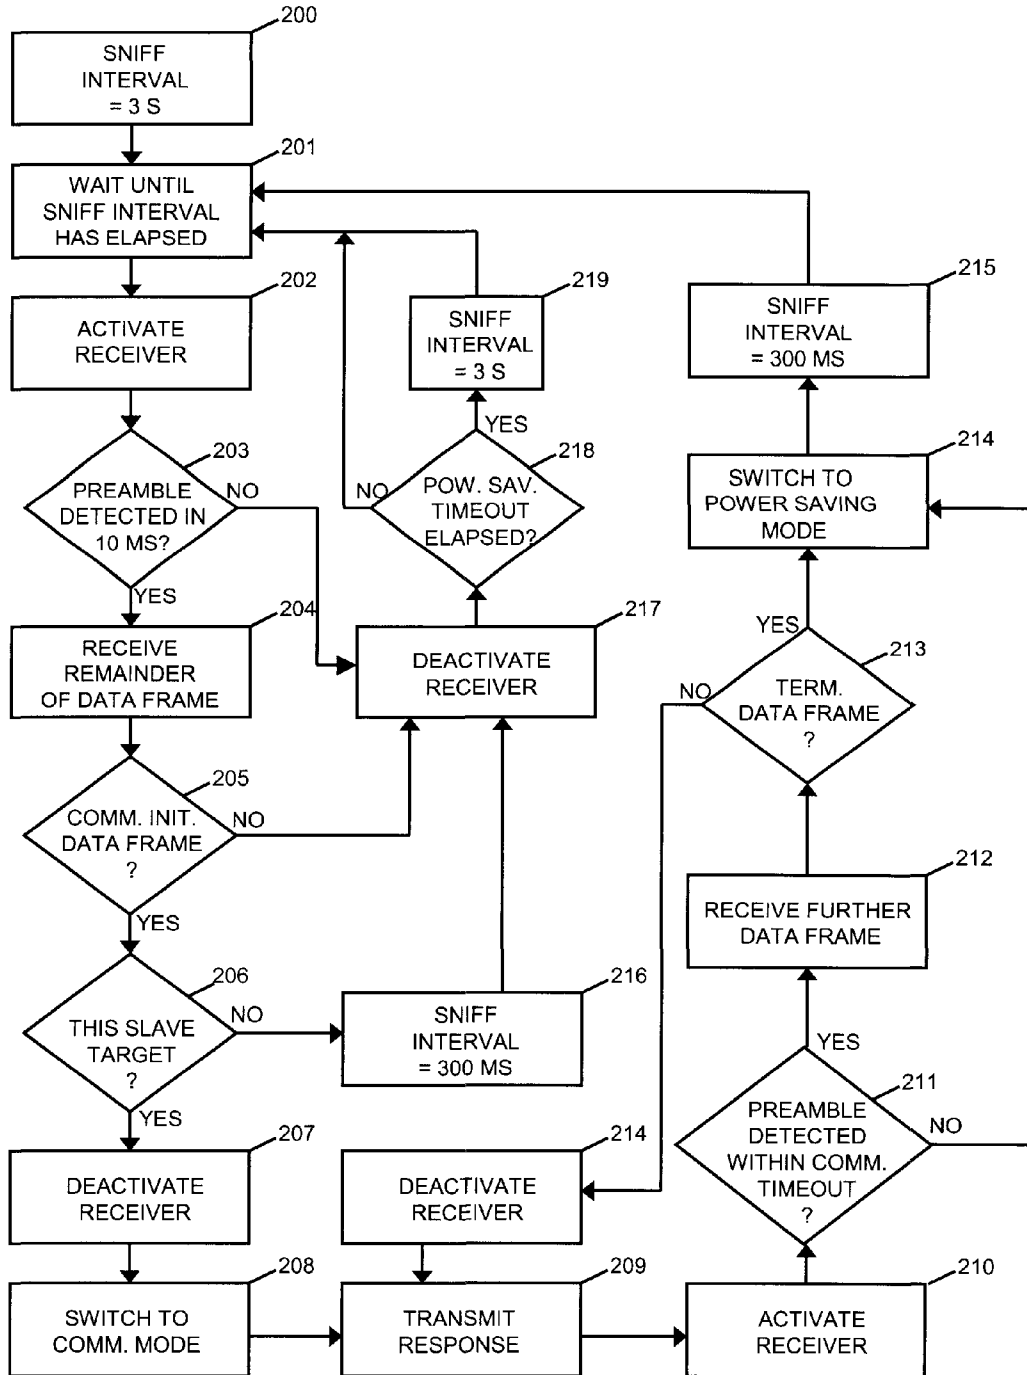 200
SNIFF
INTERVAL
= 3 S
201
WAIT UNTIL
SNIFF INTERVAL
HAS ELAPSED
202
ACTIVATE
RECEIVER
203
PREAMBLE
DETECTED IN
10 MS?
NO
YES
204
RECEIVE
REMAINDER
OF DATA FRAME
205
COMM. INIT.
DATA FRAME
?
NO
YES
206
THIS SLAVE
TARGET
?
NO
YES
207
DEACTIVATE
RECEIVER
208
SWITCH TO
COMM. MODE
219
SNIFF
INTERVAL
= 3 S
YES
218
NO
POW. SAV.
TIMEOUT
ELAPSED?
217
DEACTIVATE
RECEIVER
216
SNIFF
INTERVAL
= 300 MS
214
DEACTIVATE
RECEIVER
209
TRANSMIT
RESPONSE
215
SNIFF
INTERVAL
= 300 MS
214
SWITCH TO
POWER SAVING
MODE
YES
213
NO
TERM.
DATA FRAME
?
212
RECEIVE FURTHER
DATA FRAME
YES
211
PREAMBLE
DETECTED
WITHIN COMM.
TIMEOUT
?
NO
210
ACTIVATE
RECEIVER